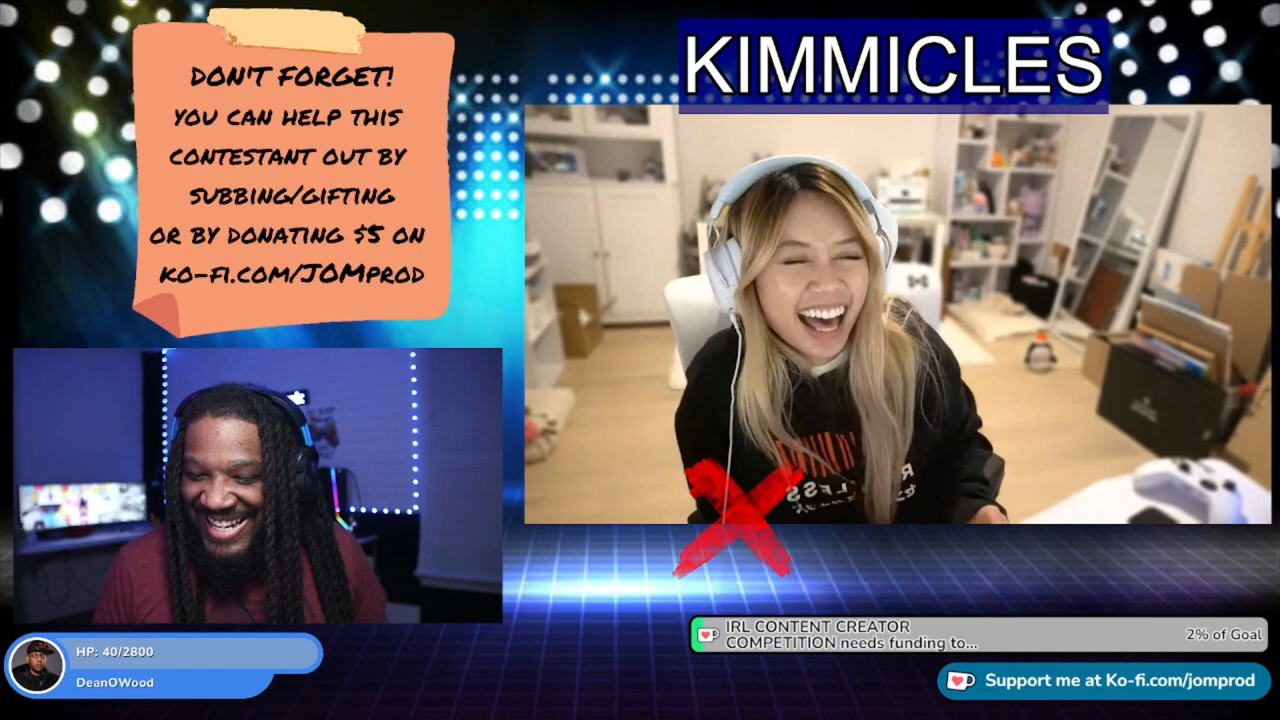 DON'T FORGET!
YOU CAN HELP THIS
CONTESTANT OUT BY
SUBBING/GIFTING
OR BY DONATING $5 ON
KO-FI.COM/JOMPROD
KIMMICLES
HP: 40/2800
DeanOWood
IRL CONTENT CREATOR
COMPETITION needs funding to...
2% of Goal
Support me at Ko-fi.com/jomprod